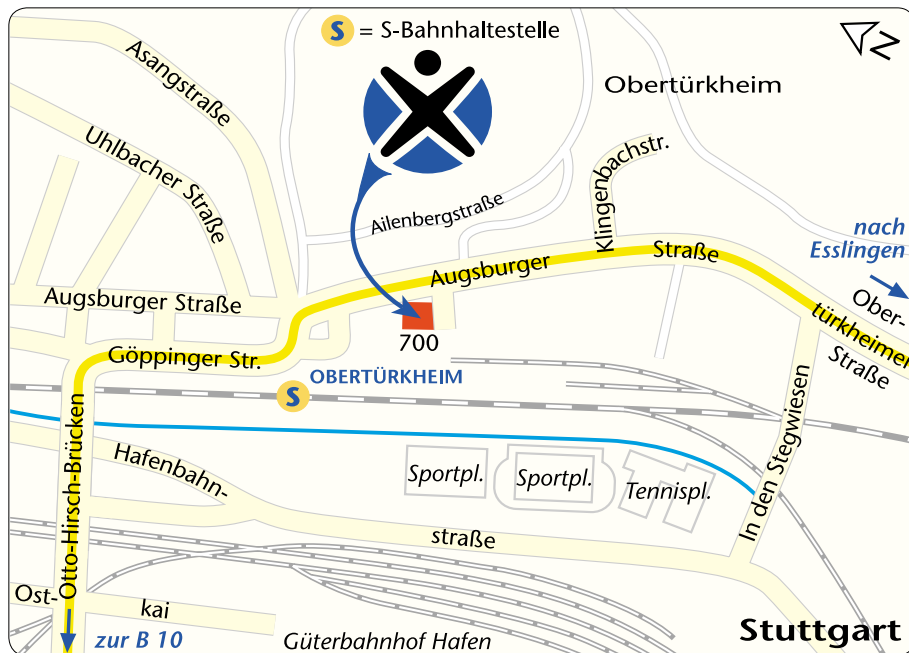 S = S-Bahnhaltestelle
N
Asangstraße
Obertürkheim
Uhlbacher Straße
Klingenbachstr.
Ailenbergstraße
nach
Esslingen
Augsburger Straße
Augsburger Straße
Ober-
türkheimer
Straße
700
Göppinger Str.
S OBERTÜRKHEIM
In den Stegwiesen
Otto-Hirsch-Brücken
Hafenbahn-
straße
Sportpl.
Sportpl.
Tennispl.
Ost-
kai
zur B 10
Güterbahnhof Hafen
Stuttgart